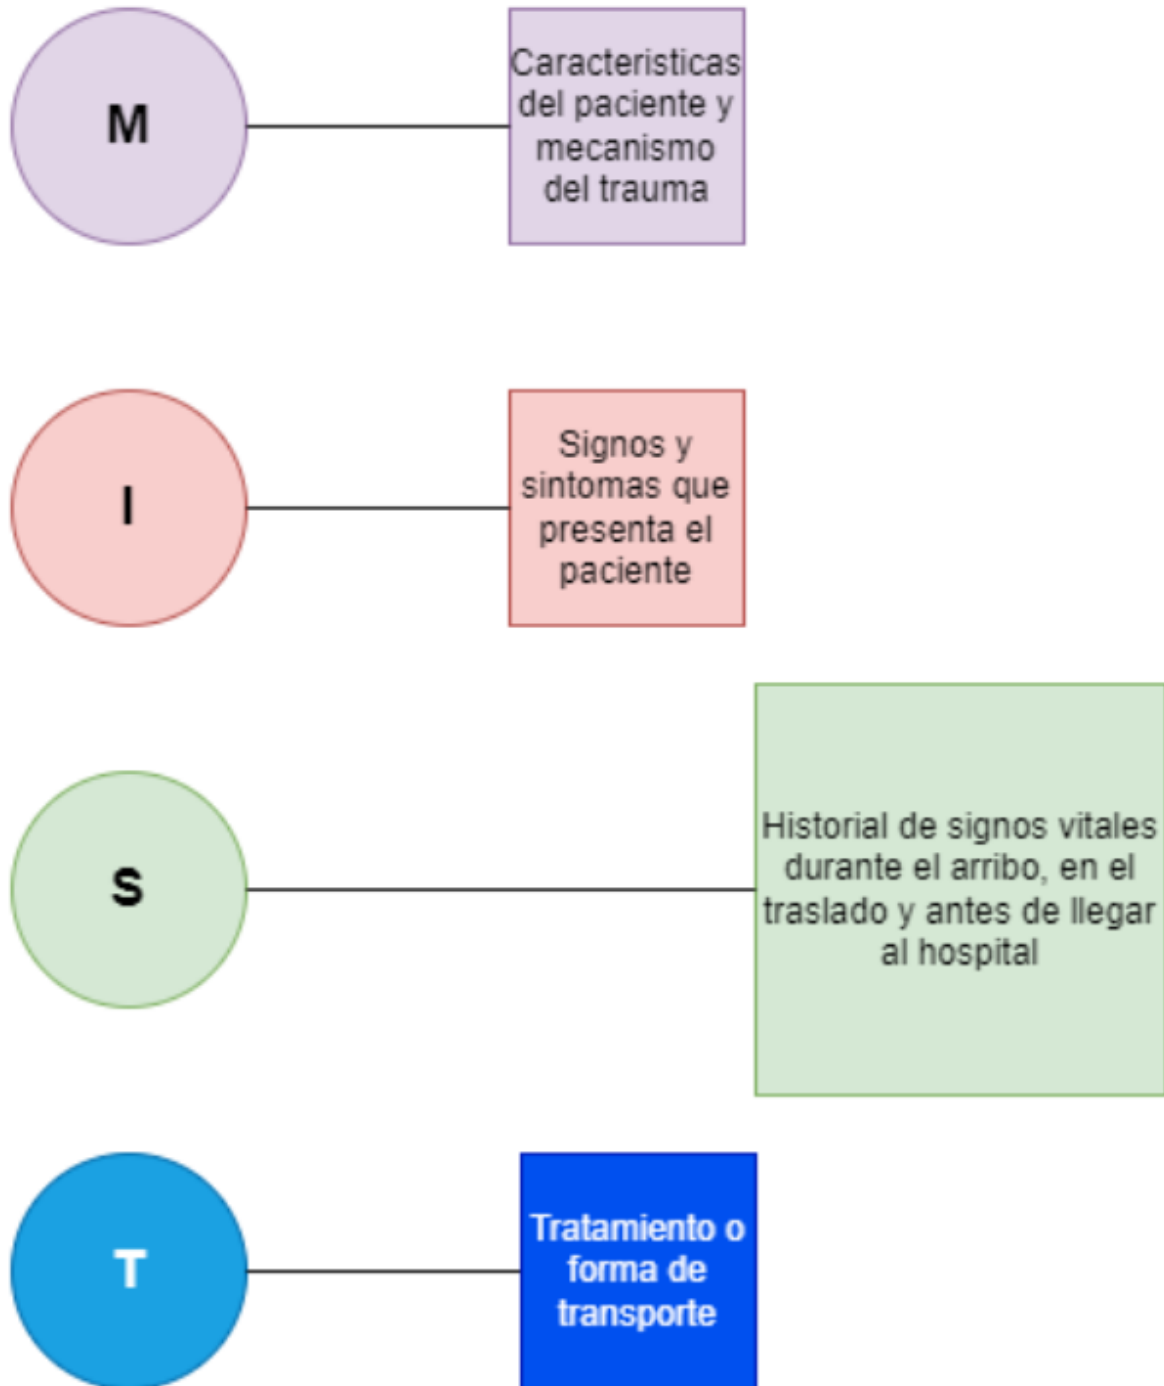 M
Caracteristicas
del paciente y
mecanismo
del trauma
I
Signos y
sintomas que
presenta el
paciente
S
Historial de signos vitales
durante el arribo, en el
traslado y antes de llegar
al hospital
T
Tratamiento o
forma de
transporte